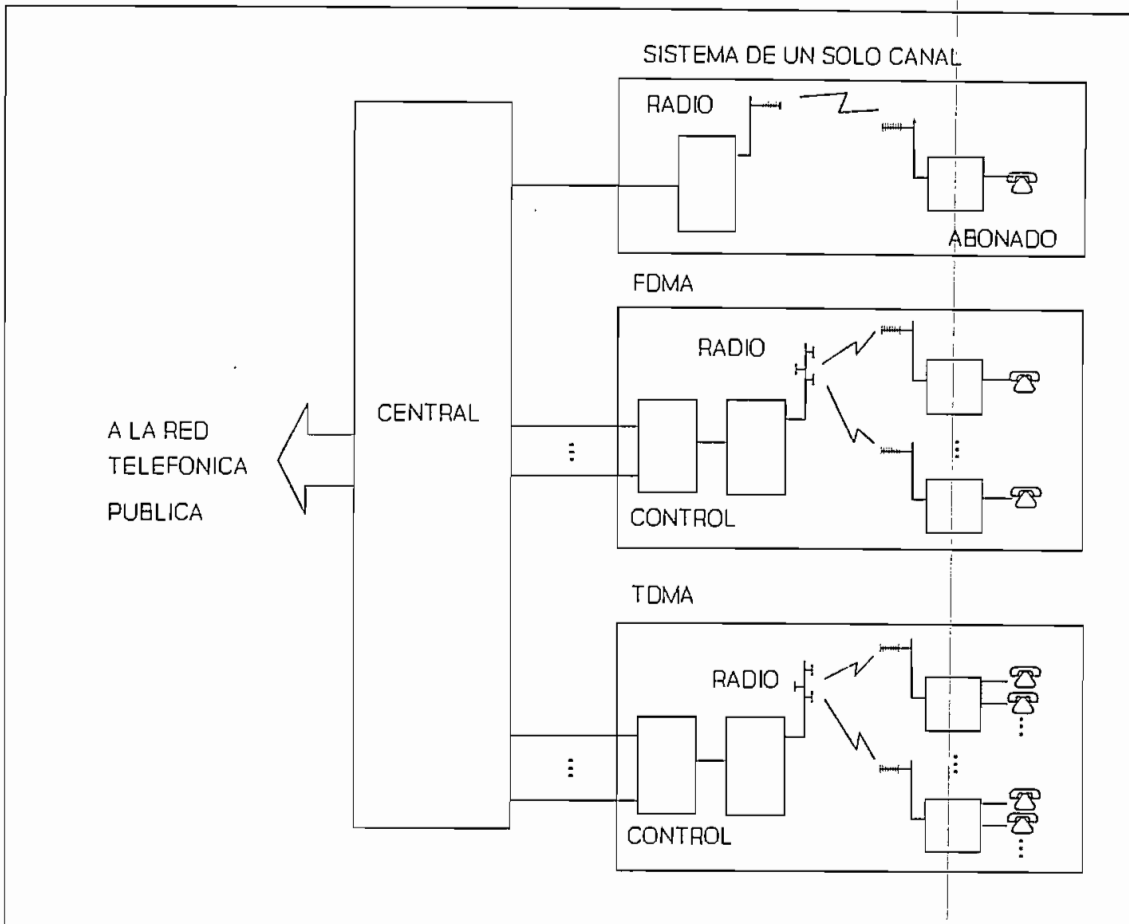 SISTEMA DE UN SOLO CANAL
RADIO
ABONADO
FDMA
RADIO
CONTROL
CENTRAL
A LA RED
TELEFONICA
PUBLICA
TDMA
RADIO
CONTROL